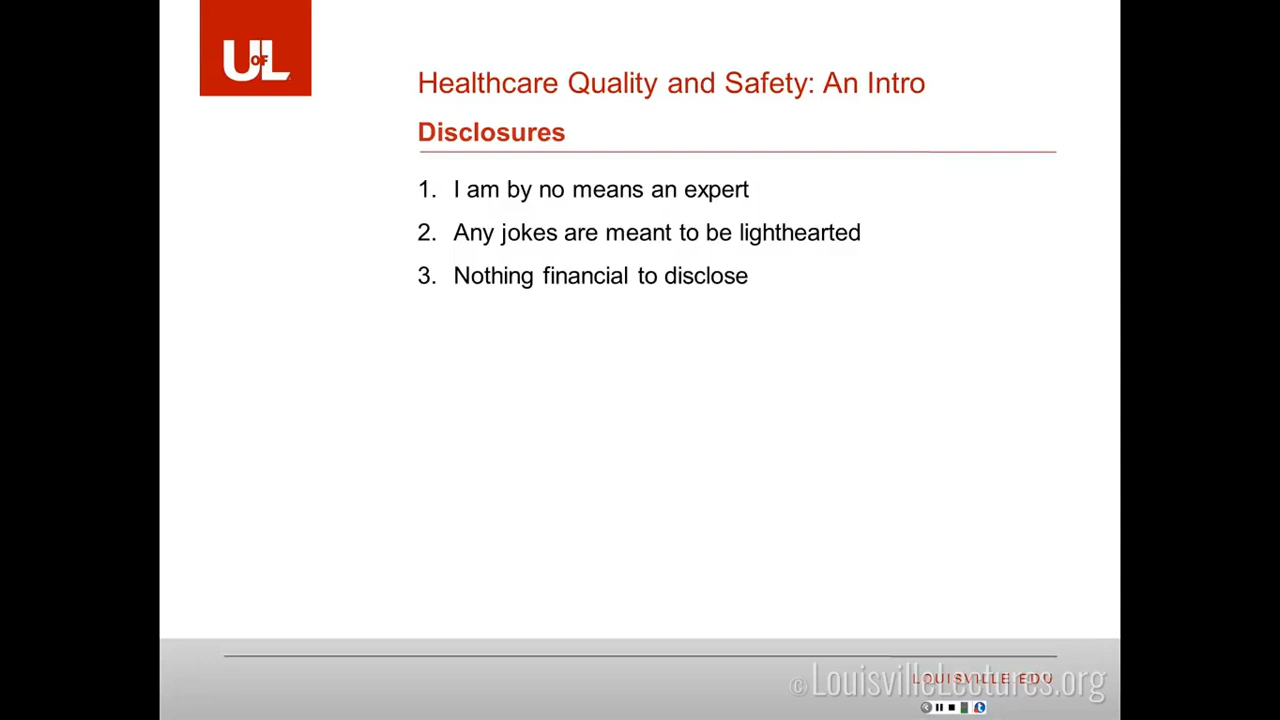 UofL
Healthcare Quality and Safety: An Intro
Disclosures
1. I am by no means an expert
2. Any jokes are meant to be lighthearted
3. Nothing financial to disclose
LOUISVILLE.EDU
© LouisvilleLectures.org